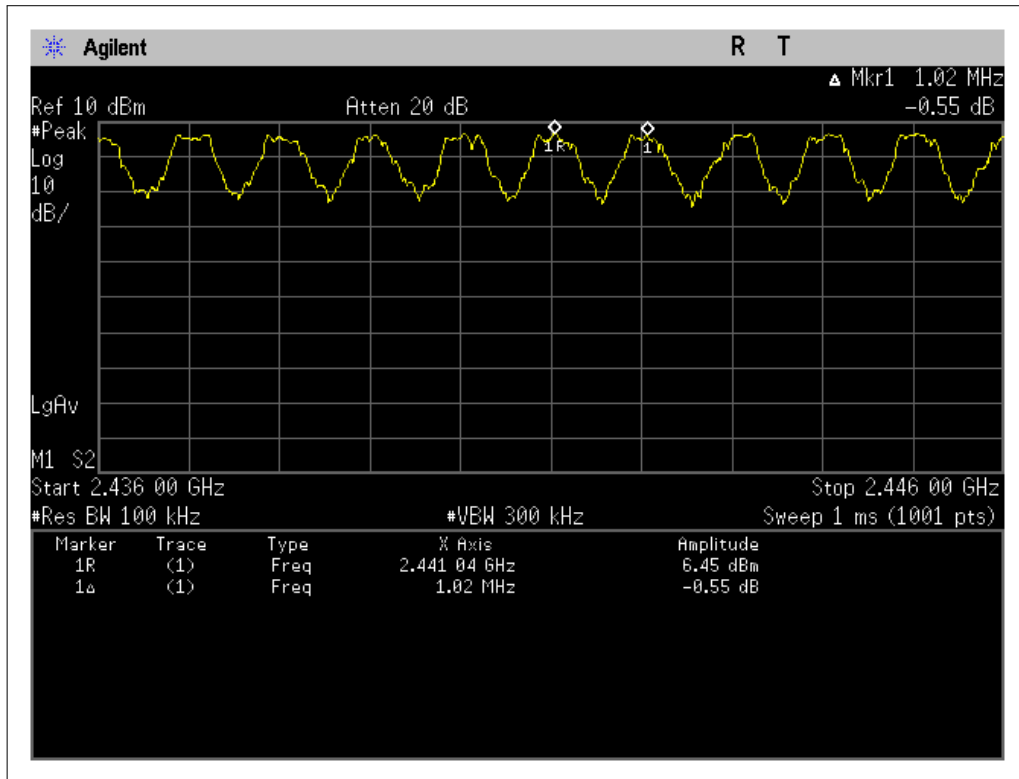 Agilent R T
Δ Mkr1 1.02 MHz
Ref 10 dBm Atten 20 dB -0.55 dB
#Peak
Log
10
dB/
1R
1
LgAv
M1 S2
Start 2.436 00 GHz Stop 2.446 00 GHz
#Res BW 100 kHz #VBW 300 kHz Sweep 1 ms (1001 pts)
Marker Trace Type X Axis Amplitude
1R (1) Freq 2.441 04 GHz 6.45 dBm
1Δ (1) Freq 1.02 MHz -0.55 dB